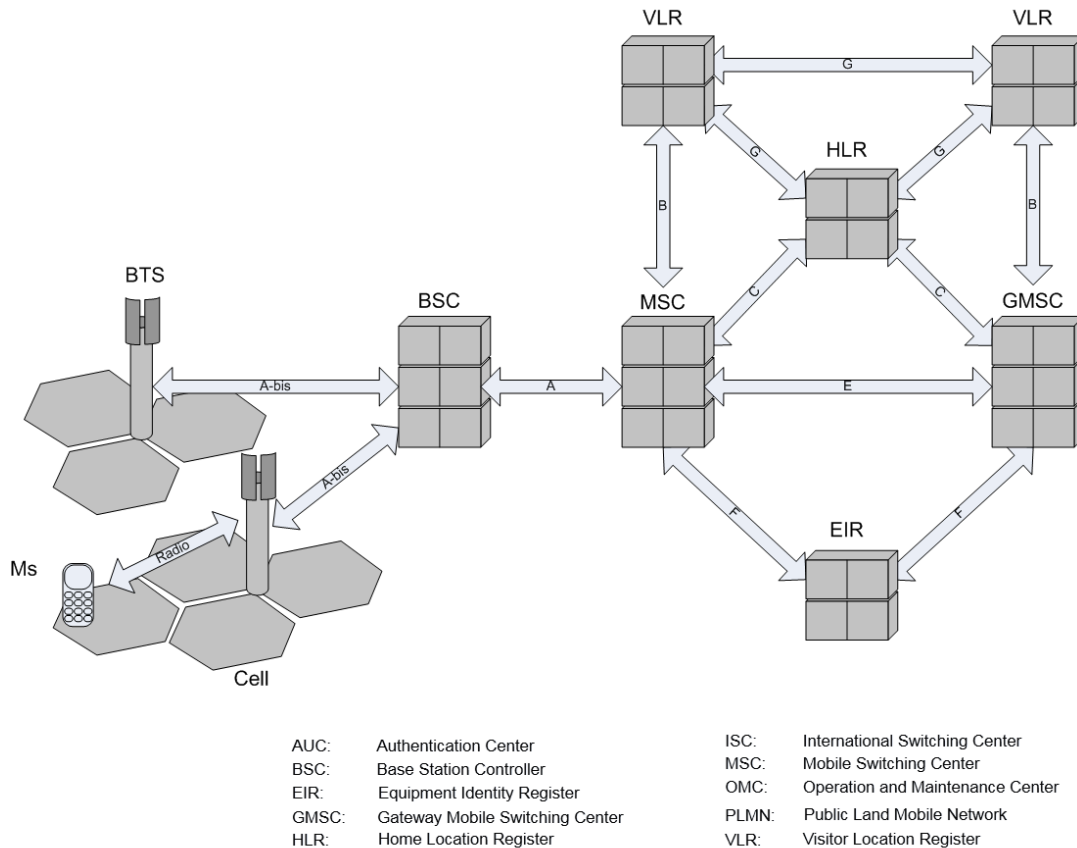 VLR
VLR
G
HLR
G
G
B
B
BTS
BSC
MSC
C
C
GMSC
A-bis
A
E
A-bis
F
F
EIR
Radio
Ms
Cell
AUC: Authentication Center
BSC: Base Station Controller
EIR: Equipment Identity Register
GMSC: Gateway Mobile Switching Center
HLR: Home Location Register
ISC: International Switching Center
MSC: Mobile Switching Center
OMC: Operation and Maintenance Center
PLMN: Public Land Mobile Network
VLR: Visitor Location Register